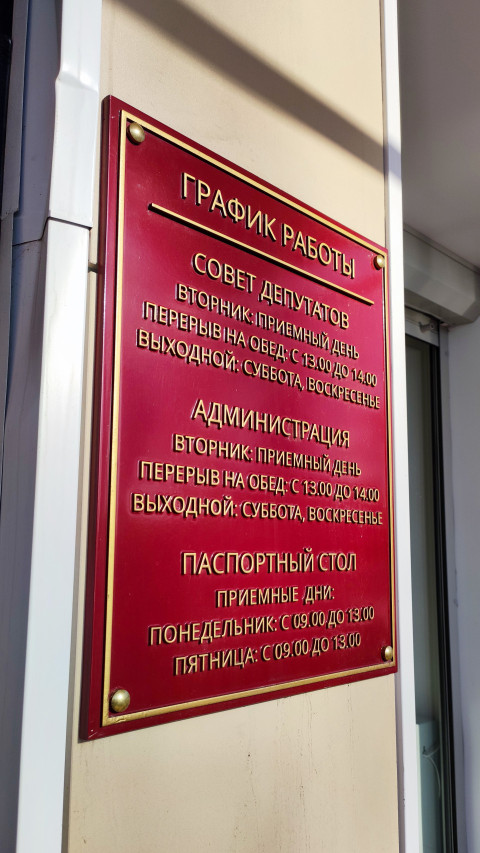 ГРАФИК РАБОТЫ
СОВЕТ ДЕПУТАТОВ
ВТОРНИК: ПРИЕМНЫЙ ДЕНЬ
ПЕРЕРЫВ НА ОБЕД: С 13.00 ДО 14.00
ВЫХОДНОЙ: СУББОТА, ВОСКРЕСЕНЬЕ
АДМИНИСТРАЦИЯ
ВТОРНИК: ПРИЕМНЫЙ ДЕНЬ
ПЕРЕРЫВ НА ОБЕД: С 13.00 ДО 14.00
ВЫХОДНОЙ: СУББОТА, ВОСКРЕСЕНЬЕ
ПАСПОРТНЫЙ СТОЛ
ПРИЕМНЫЕ ДНИ:
ПОНЕДЕЛЬНИК: С 09.00 ДО 13.00
ПЯТНИЦА: С 09.00 ДО 13.00